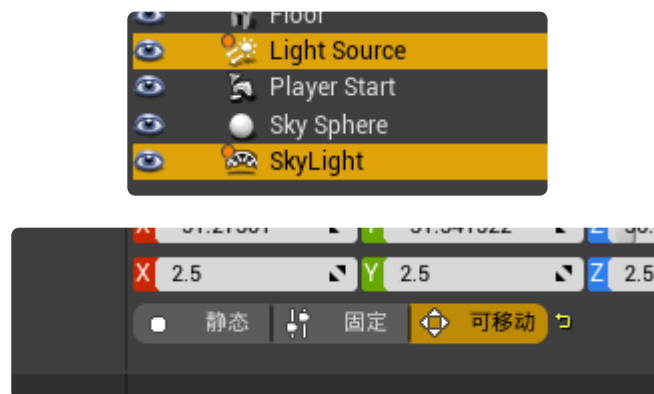 Floor
Light Source
Player Start
Sky Sphere
SkyLight
X Y Z
X 2.5 Y 2.5 Z 2.5
静态 固定 可移动